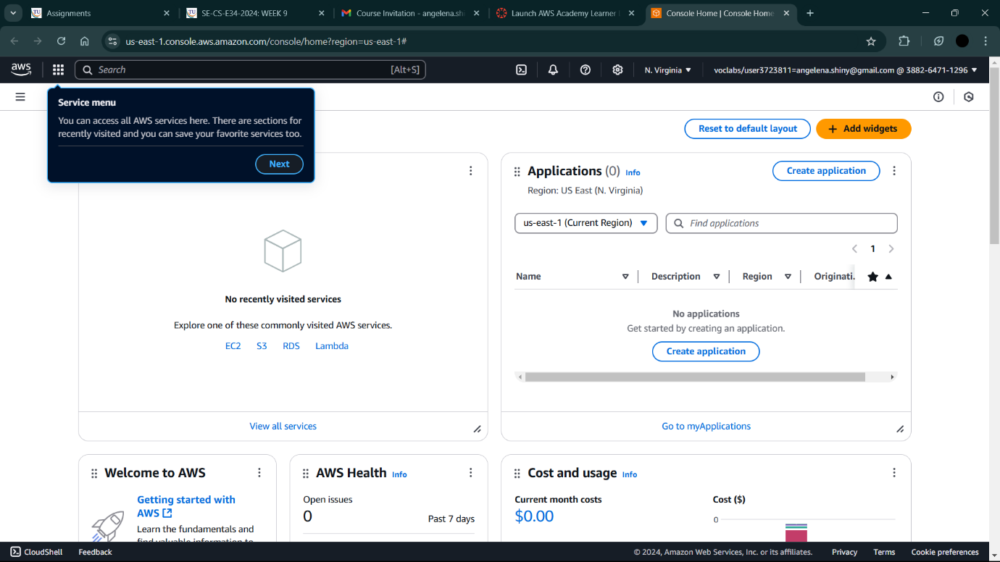 Assignments
SE-CS-E34-2024: WEEK 9
Course Invitation - angelena.shi
Launch AWS Academy Learner
Console Home | Console Home
us-east-1.console.aws.amazon.com/console/home?region=us-east-1#
aws
Search
[Alt+S]
N. Virginia
voclabs/user3723811=angelena.shiny@gmail.com @ 3882-6471-1296
Service menu
You can access all AWS services here. There are sections for
recently visited and you can save your favorite services too.
Next
Reset to default layout
+ Add widgets
No recently visited services
Explore one of these commonly visited AWS services.
EC2 S3 RDS Lambda
View all services
Applications (0) Info
Create application
Region: US East (N. Virginia)
us-east-1 (Current Region)
Find applications
1
Name Description Region Originati.
No applications
Get started by creating an application.
Create application
Go to myApplications
Welcome to AWS
Getting started with
AWS
Learn the fundamentals and
find valuable information to
AWS Health Info
Open issues
0
Past 7 days
Cost and usage Info
Current month costs
$0.00
Cost ($)
0
CloudShell
Feedback
© 2024, Amazon Web Services, Inc. or its affiliates.
Privacy
Terms
Cookie preferences